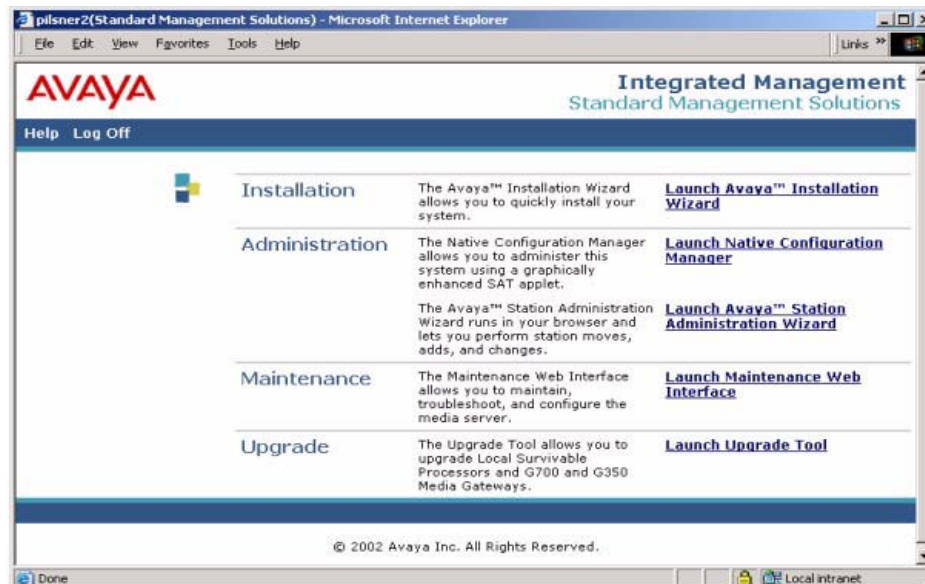 pilsner2(Standard Management Solutions) - Microsoft Internet Explorer
File Edit View Favorites Tools Help
Links »
AVAYA
Integrated Management
Standard Management Solutions
Help Log Off
Installation
The Avaya™ Installation Wizard
allows you to quickly install your
system.
Launch Avaya™ Installation
Wizard
Administration
The Native Configuration Manager
allows you to administer this
system using a graphically
enhanced SAT applet.
Launch Native Configuration
Manager
The Avaya™ Station Administration
Wizard runs in your browser and
lets you perform station moves,
adds, and changes.
Launch Avaya™ Station
Administration Wizard
Maintenance
The Maintenance Web Interface
allows you to maintain,
troubleshoot, and configure the
media server.
Launch Maintenance Web
Interface
Upgrade
The Upgrade Tool allows you to
upgrade Local Survivable
Processors and G700 and G350
Media Gateways.
Launch Upgrade Tool
© 2002 Avaya Inc. All Rights Reserved.
Done
Local intranet